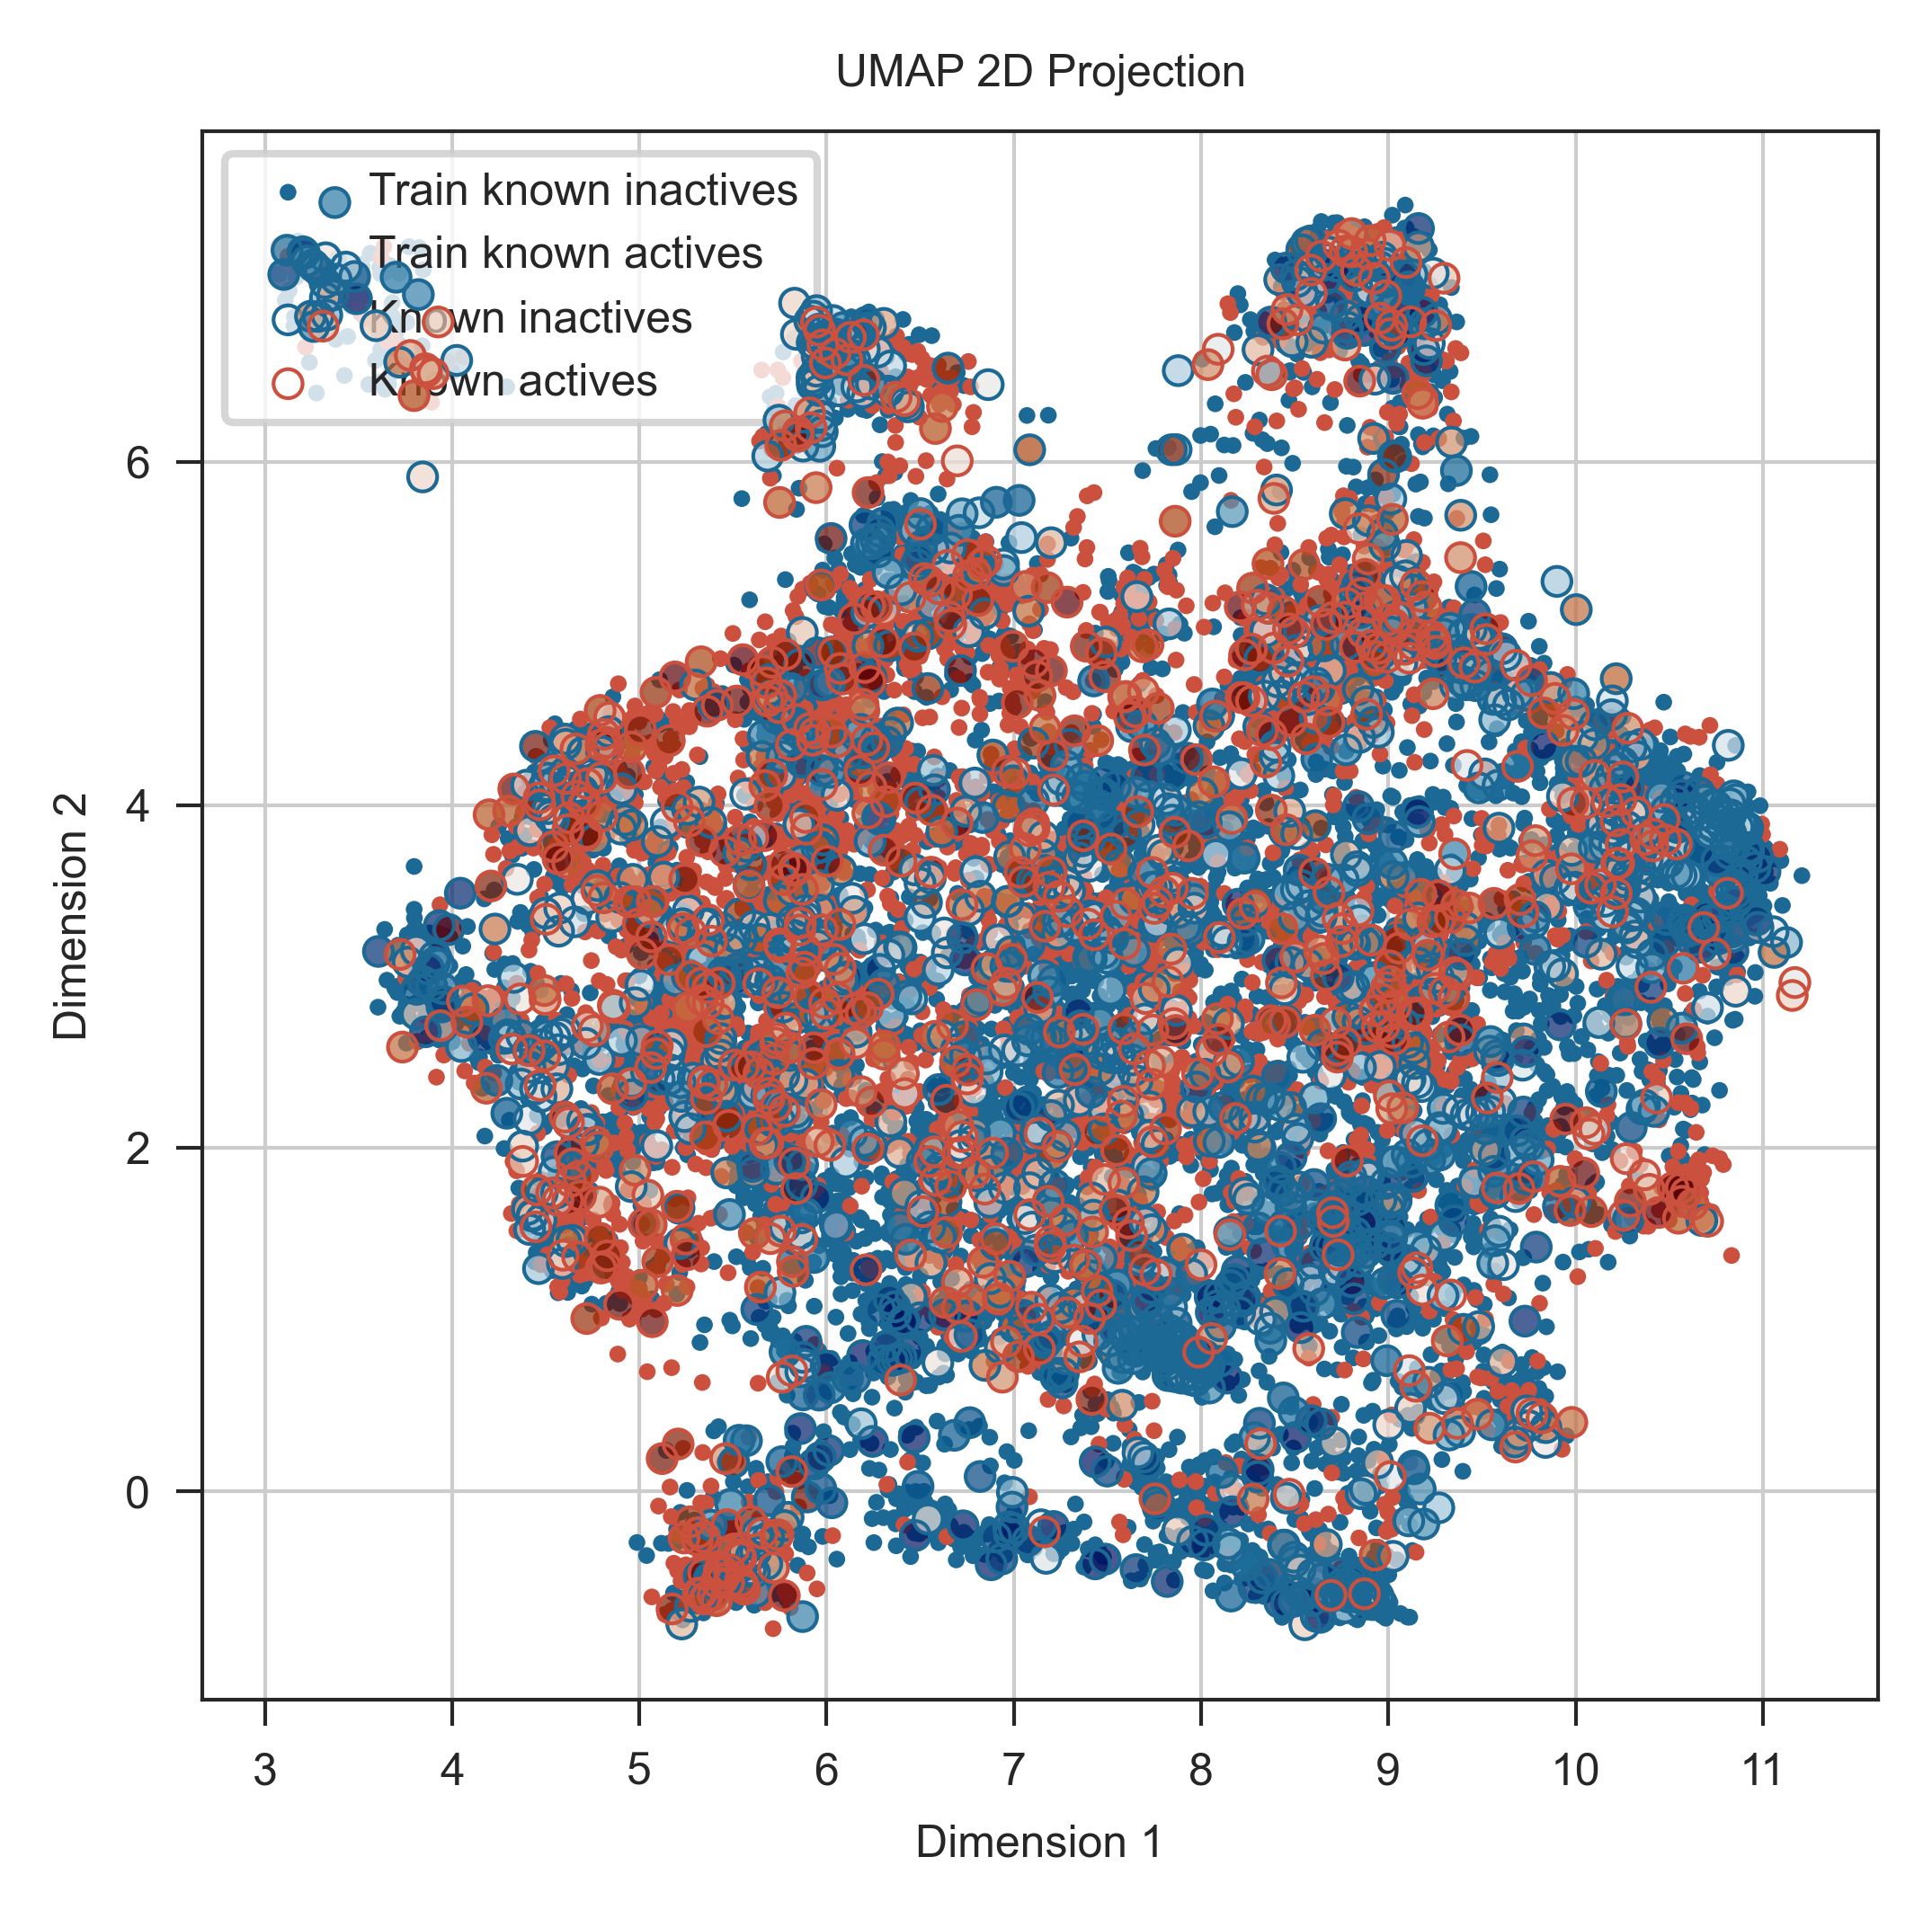 UMAP 2D Projection
Train known inactives
Train known actives
Known inactives
Known actives
6
4
2
0
Dimension 2
3 4 5 6 7 8 9 10 11
Dimension 1